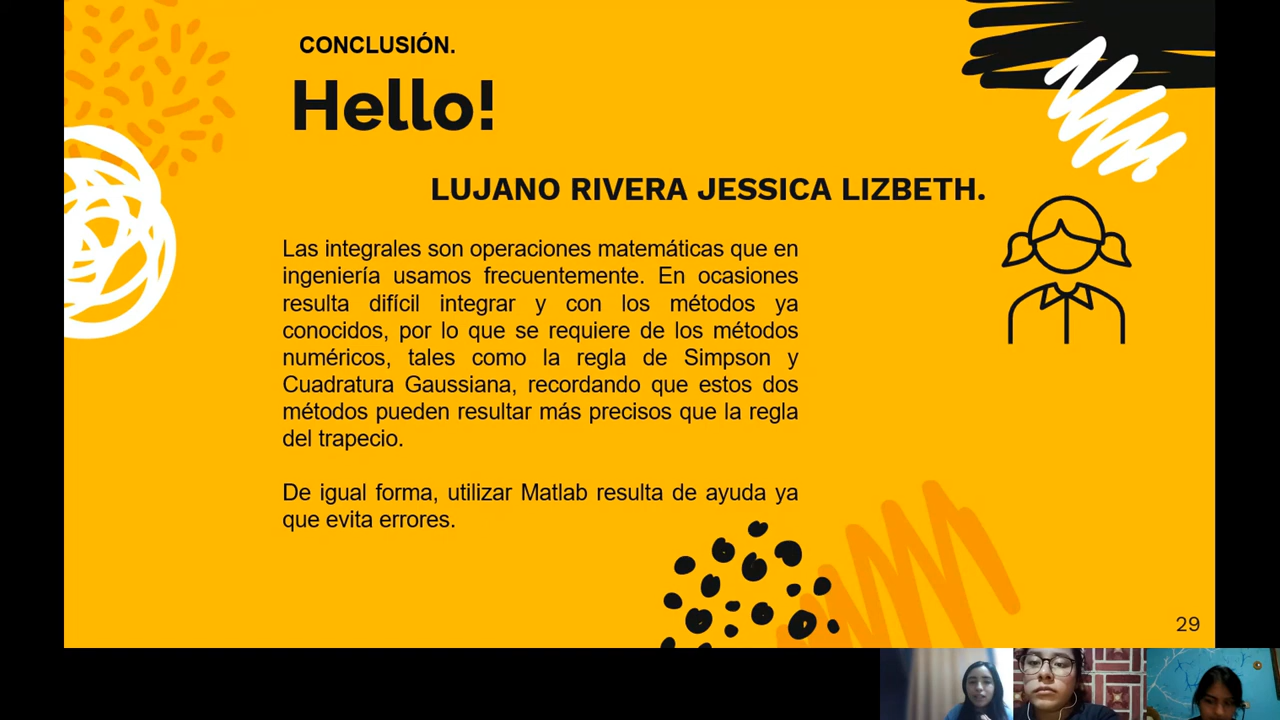 CONCLUSIÓN.
Hello!
LUJANO RIVERA JESSICA LIZBETH.
Las integrales son operaciones matemáticas que en
ingeniería usamos frecuentemente. En ocasiones
resulta difícil integrar y con los métodos ya
conocidos, por lo que se requiere de los métodos
numéricos, tales como la regla de Simpson y
Cuadratura Gaussiana, recordando que estos dos
métodos pueden resultar más precisos que la regla
del trapecio.
De igual forma, utilizar Matlab resulta de ayuda ya
que evita errores.
29